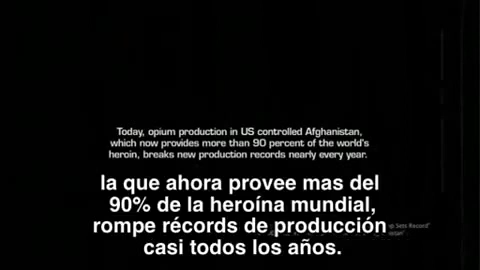 Today, opium production in US controlled Afghanistan,
which now provides more than 90 percent of the world's
heroin, breaks new production records nearly every year.
la que ahora provee mas del
90% de la heroína mundial,
rompe récords de producción
casi todos los años.
Sets Record"